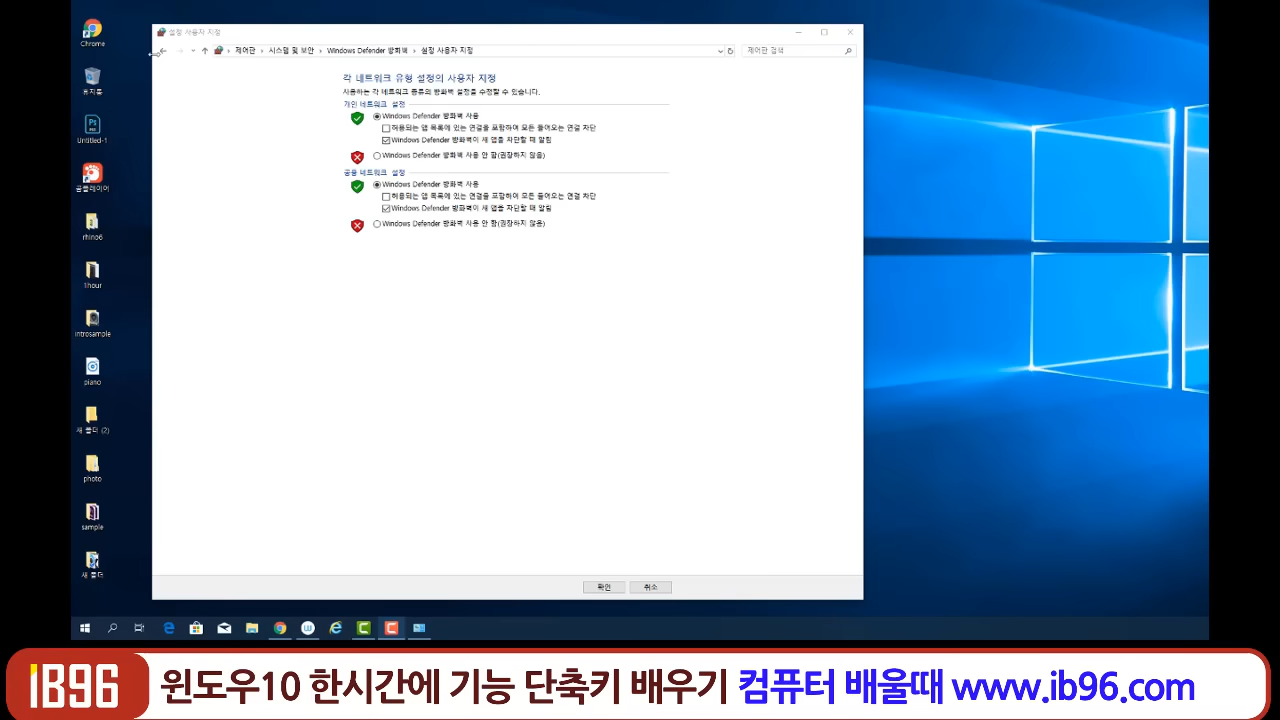 Chrome
휴지통
Untitled-1
곰플레이어
rhino6
1hour
introsample
piano
새 폴더 (2)
photo
sample
새 폴더
설정 사용자 지정
제어판 › 시스템 및 보안 › Windows Defender 방화벽 › 설정 사용자 지정
제어판 검색
각 네트워크 유형 설정의 사용자 지정
사용하는 각 네트워크 종류의 방화벽 설정을 수정할 수 있습니다.
개인 네트워크 설정
Windows Defender 방화벽 사용
허용되는 앱 목록에 있는 연결을 포함하여 모든 들어오는 연결 차단
Windows Defender 방화벽이 새 앱을 차단할 때 알림
Windows Defender 방화벽 사용 안 함(권장하지 않음)
공용 네트워크 설정
Windows Defender 방화벽 사용
허용되는 앱 목록에 있는 연결을 포함하여 모든 들어오는 연결 차단
Windows Defender 방화벽이 새 앱을 차단할 때 알림
Windows Defender 방화벽 사용 안 함(권장하지 않음)
확인
취소
IB96
윈도우10 한시간에 기능 단축키 배우기 컴퓨터 배울때 www.ib96.com